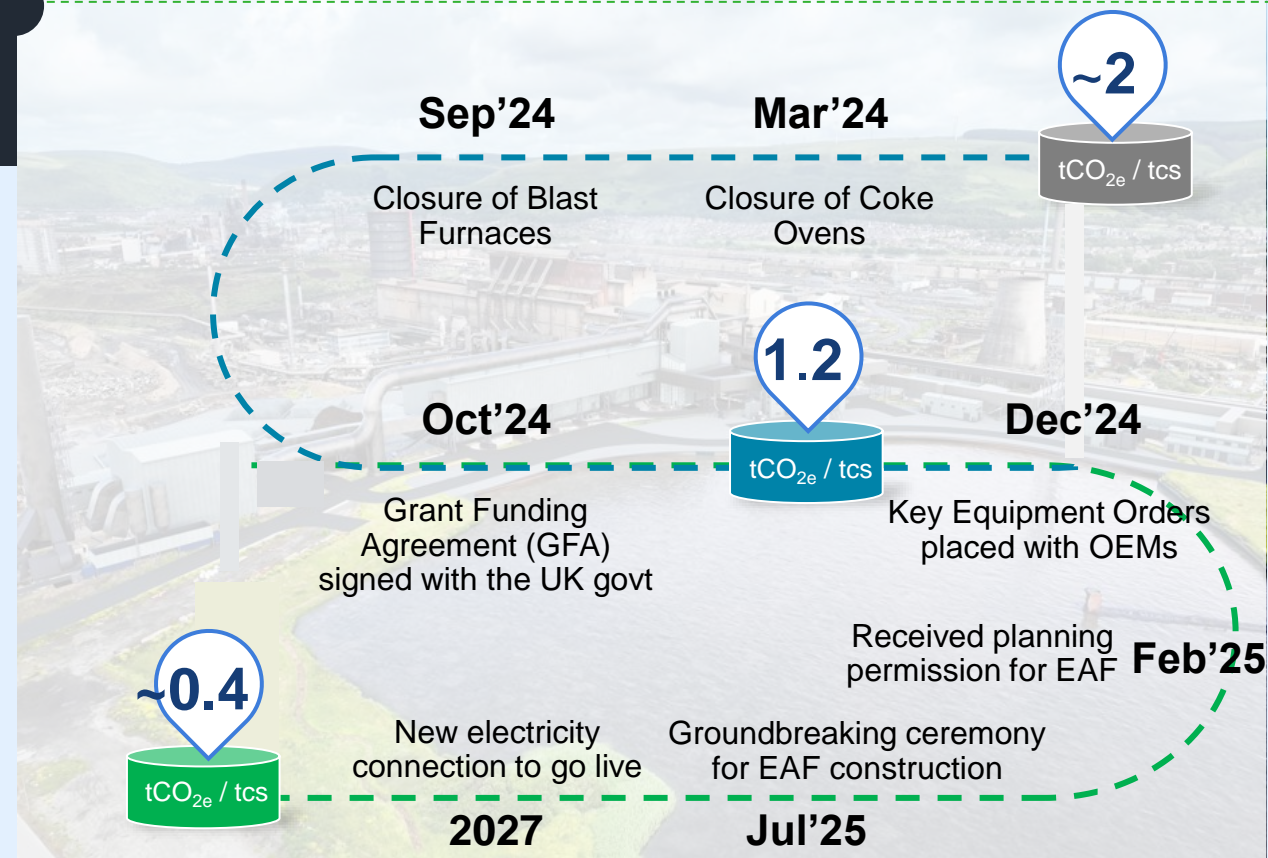 ~2
tCO2e / tcs
Mar’24
Closure of Coke
Ovens
Sep’24
Closure of Blast
Furnaces
Oct’24
Grant Funding
Agreement (GFA)
signed with the UK govt
1.2
tCO2e / tcs
Dec’24
Key Equipment Orders
placed with OEMs
Received planning
permission for EAF
Feb’25
Groundbreaking ceremony
for EAF construction
Jul’25
New electricity
connection to go live
2027
~0.4
tCO2e / tcs